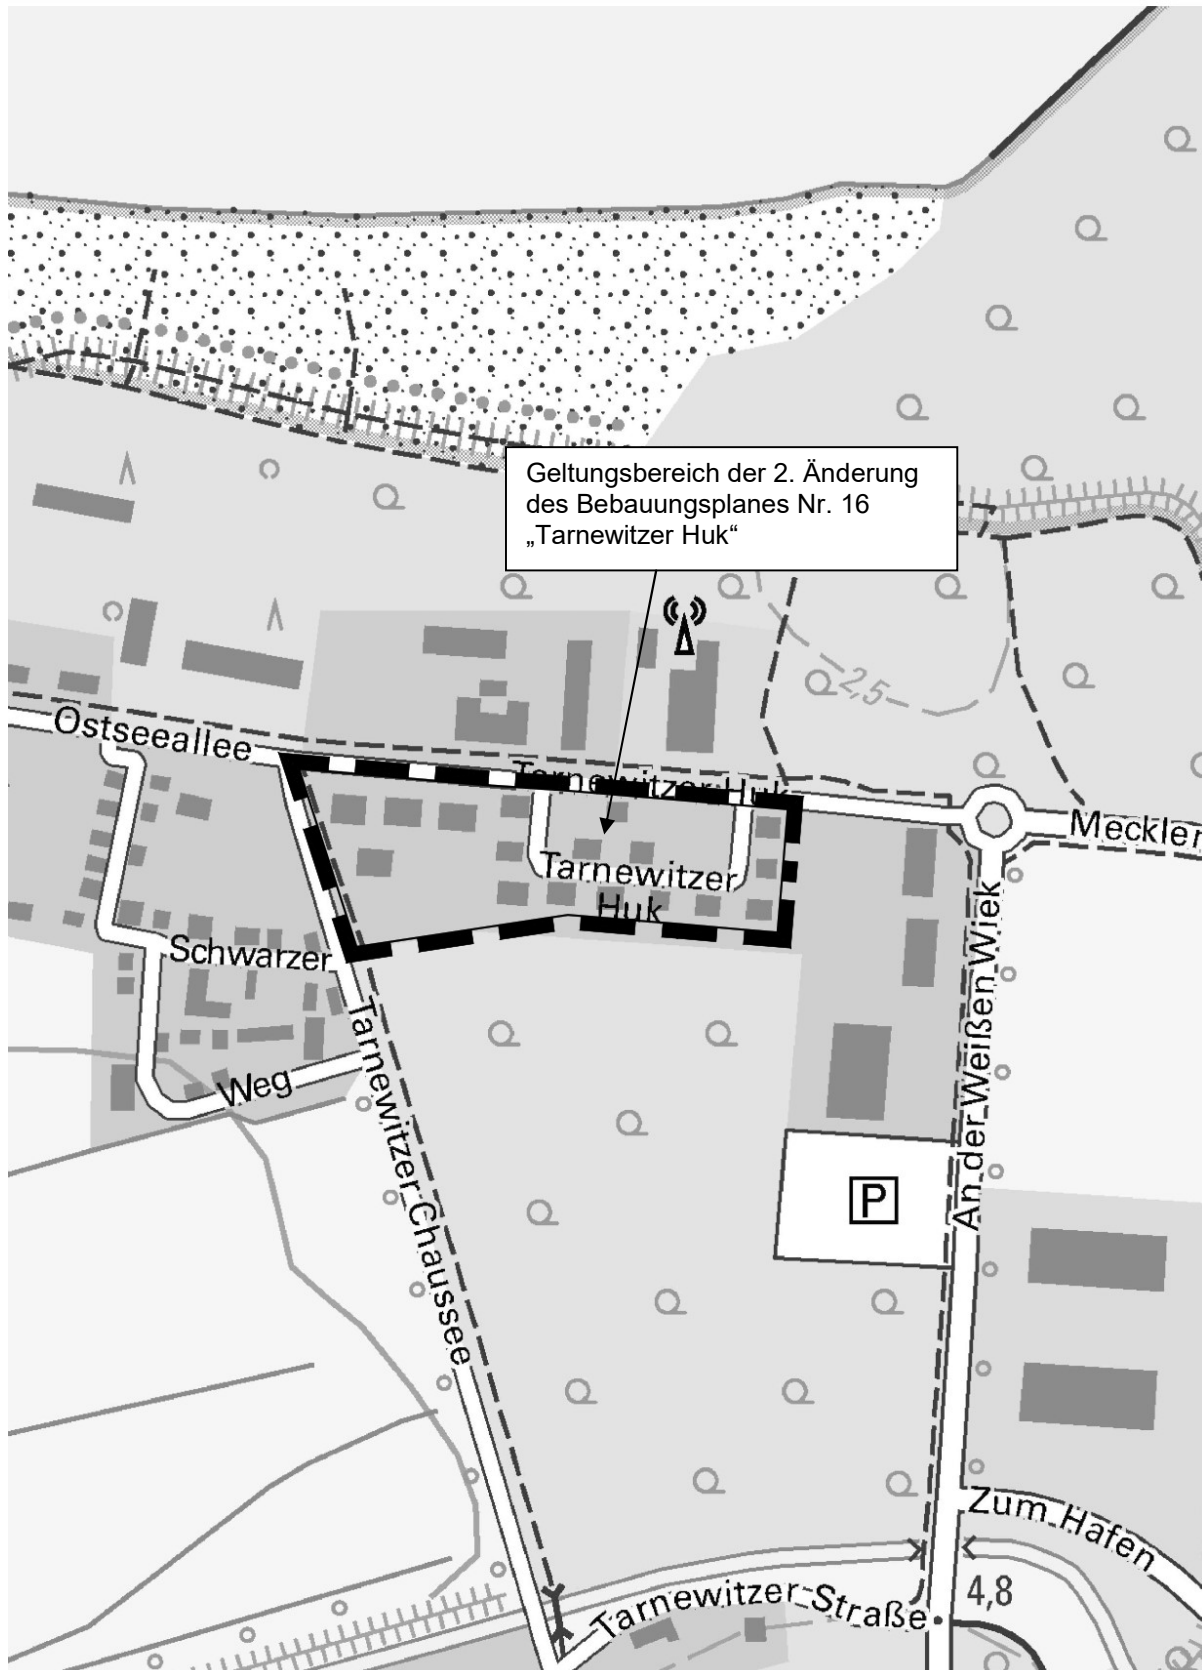 Geltungsbereich der 2. Änderung
des Bebauungsplanes Nr. 16
„Tarnewitzer Huk“
2,5
Ostseeallee
Tarnewitzer Huk
Meckler
Tarnewitzer
Huk
Schwarzer
Weg
Tarnewitzer Chaussee
An der Weißen Wiek
P
Zum Hafen
4,8
Tarnewitzer Straße